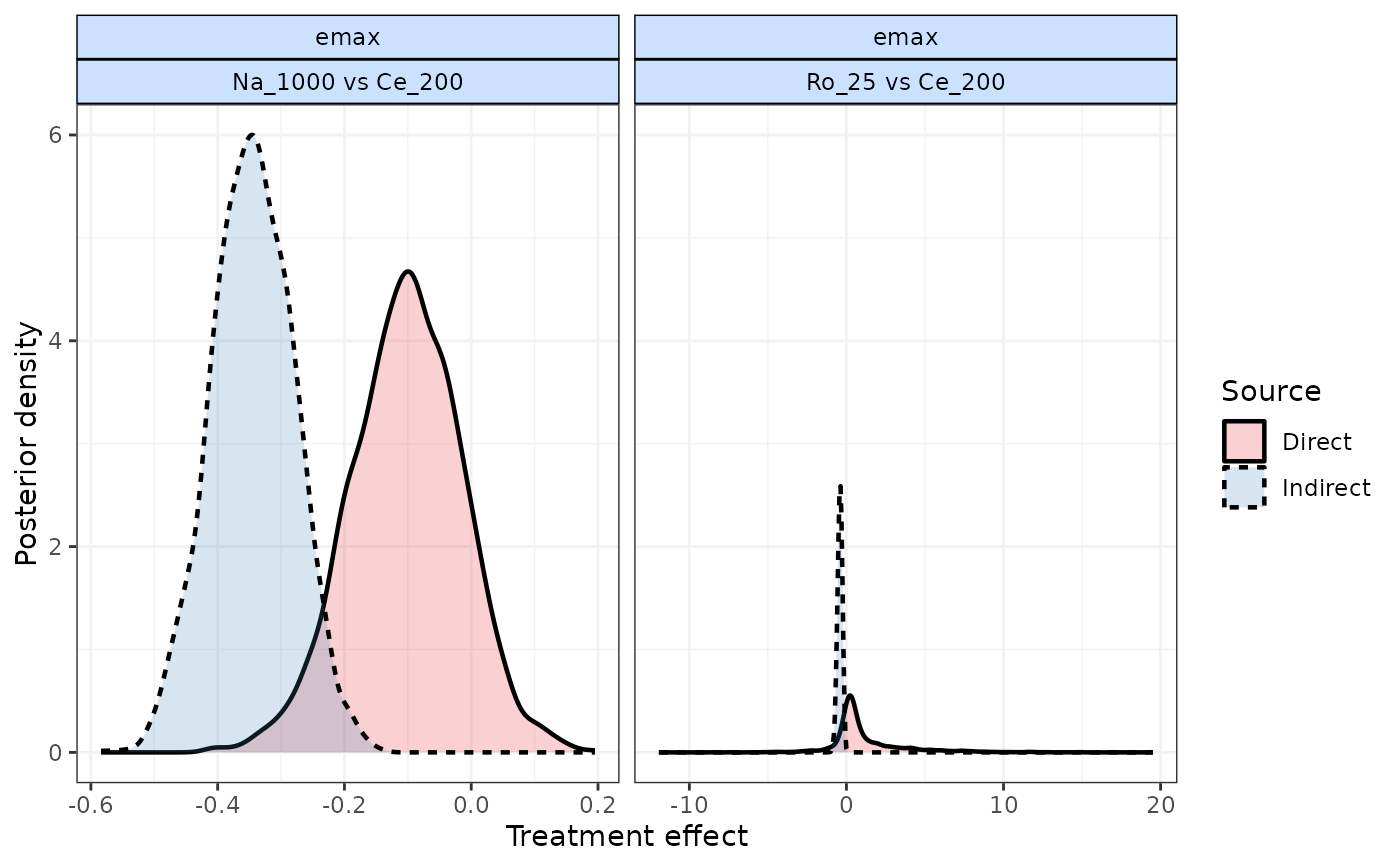 emax
emax
Na_1000 vs Ce_200
Ro_25 vs Ce_200
Posterior density
6
4
2
0
-0.6
-0.4
-0.2
0.0
0.2
-10
0
10
20
Treatment effect
Source
Direct
Indirect